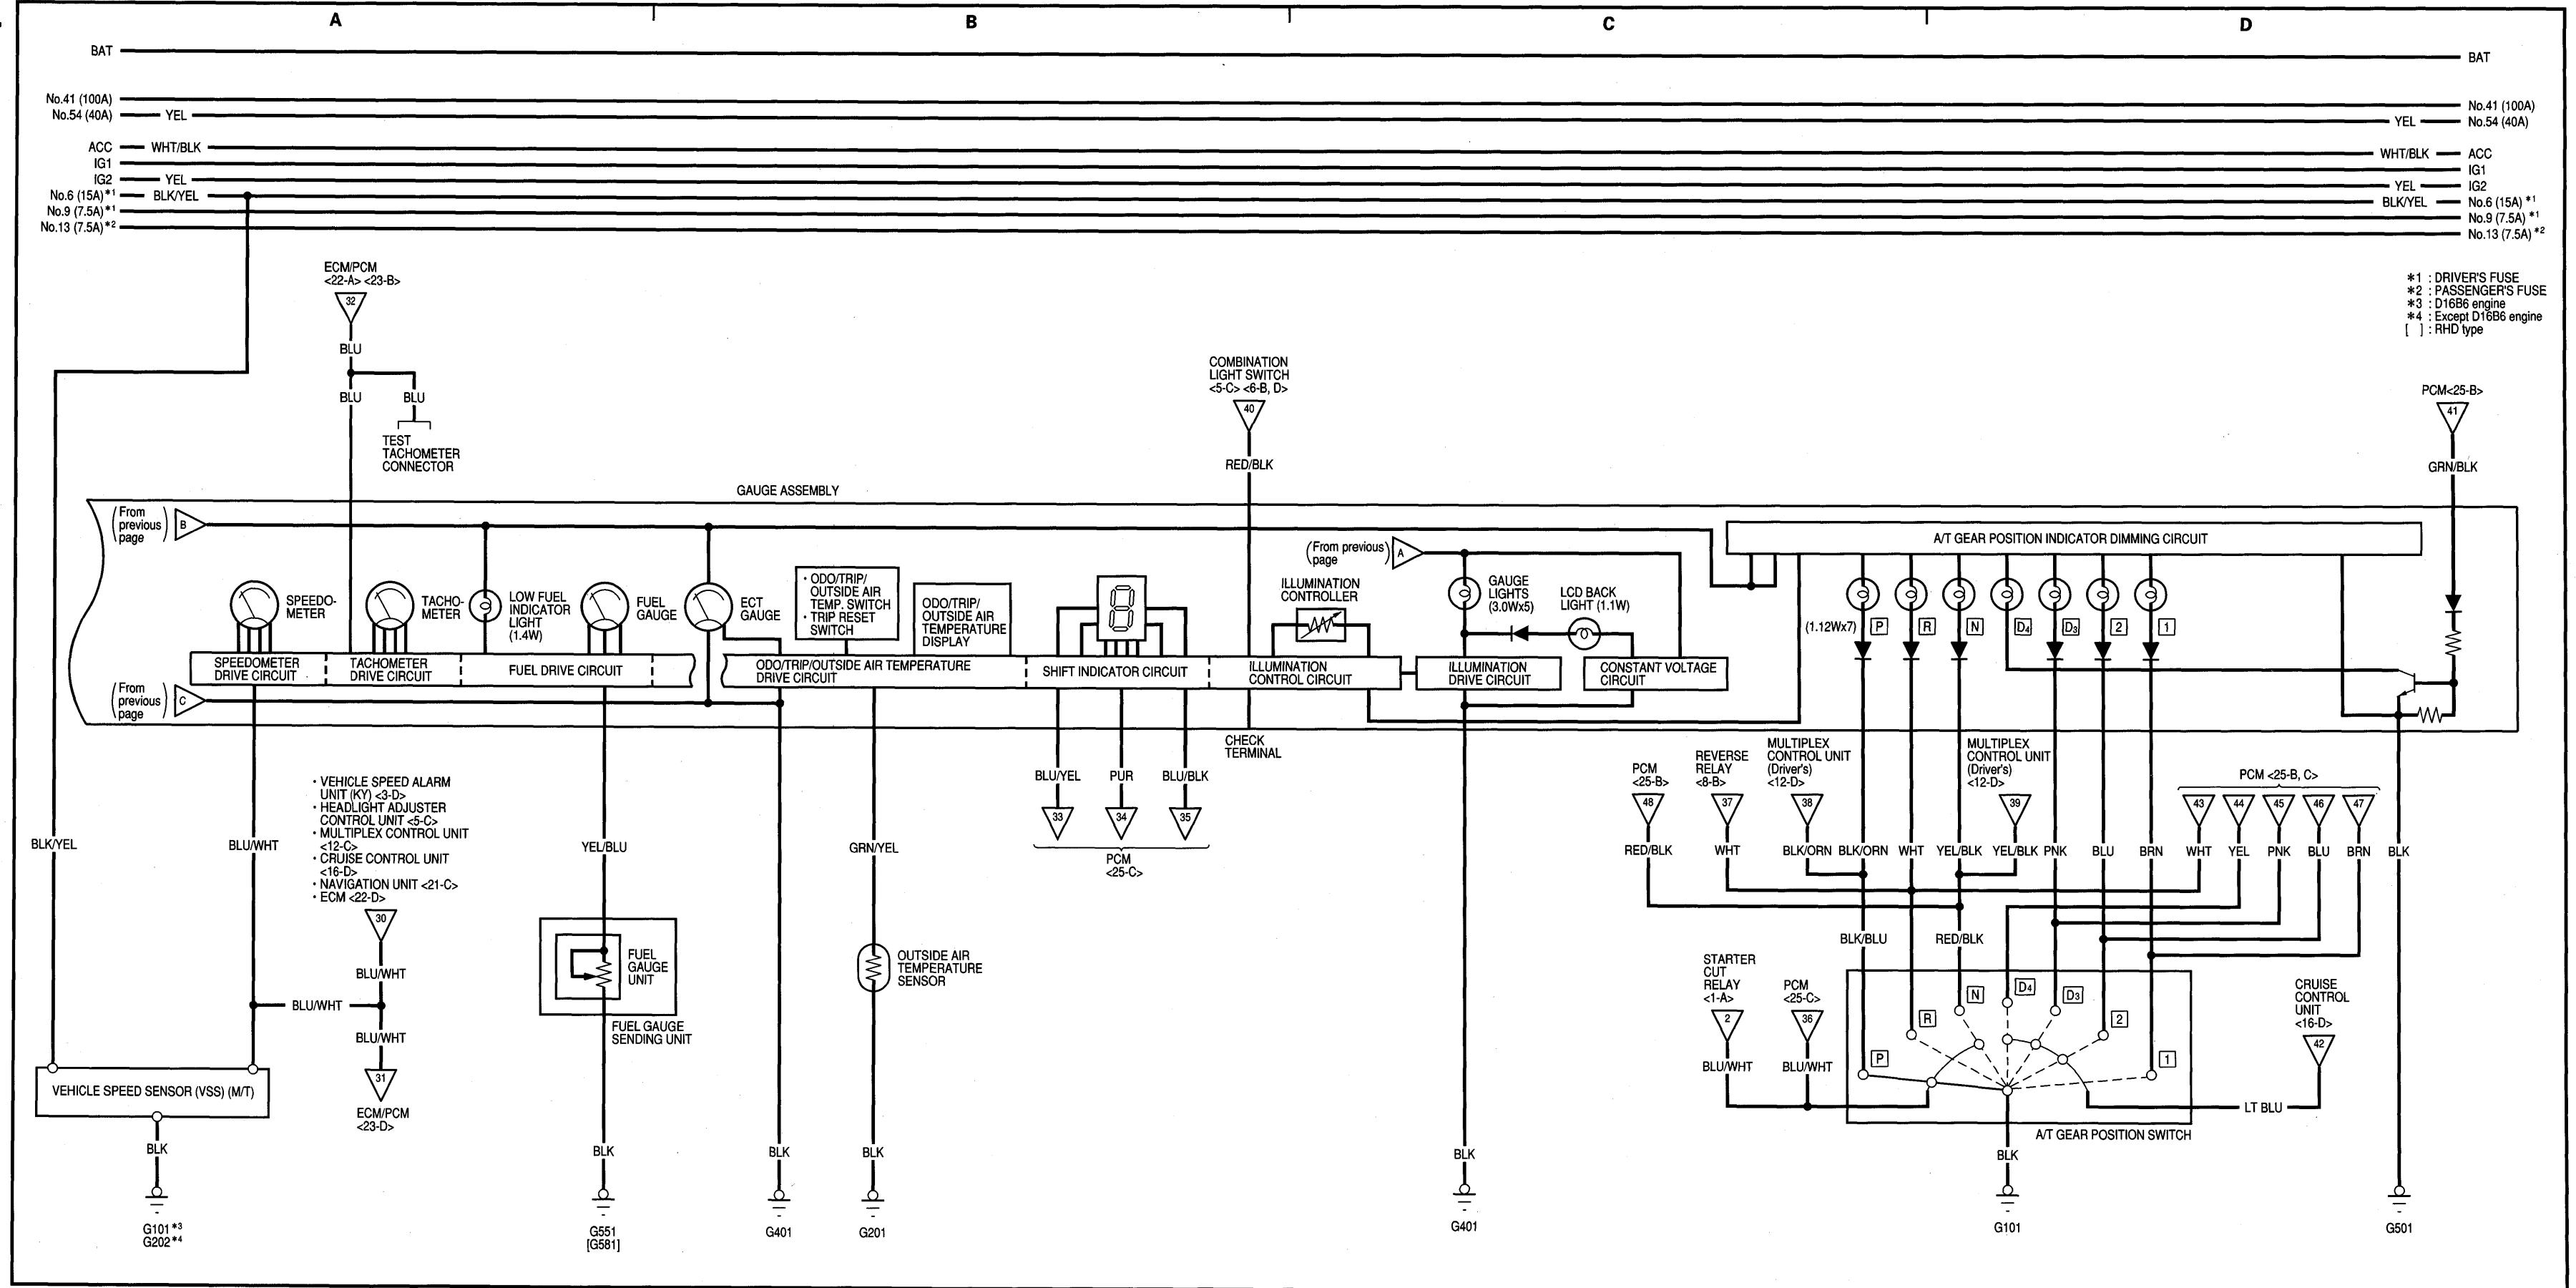 A
B
C
D
BAT
BAT
No.41 (100A)
No.41 (100A)
No.54 (40A) YEL
YEL No.54 (40A)
ACC WHT/BLK
WHT/BLK ACC
IG1
IG1
IG2 YEL
YEL IG2
No.6 (15A)*1 BLK/YEL
BLK/YEL No.6 (15A) *1
No.9 (7.5A)*1
No.9 (7.5A) *1
No.13 (7.5A)*2
No.13 (7.5A) *2
*1 : DRIVER'S FUSE
*2 : PASSENGER'S FUSE
*3 : D16B6 engine
*4 : Except D16B6 engine
[ ] : RHD type
ECM/PCM
<22-A> <23-B>
32
BLU
BLU
BLU
TEST
TACHOMETER
CONNECTOR
COMBINATION
LIGHT SWITCH
<5-C> <6-B, D>
40
RED/BLK
PCM<25-B>
41
GRN/BLK
GAUGE ASSEMBLY
(From
previous
page)
B
(From previous
page)
A
A/T GEAR POSITION INDICATOR DIMMING CIRCUIT
SPEEDO-
METER
TACHO-
METER
LOW FUEL
INDICATOR
LIGHT
(1.4W)
FUEL
GAUGE
ECT
GAUGE
• ODO/TRIP/
OUTSIDE AIR
TEMP. SWITCH
• TRIP RESET
SWITCH
ODO/TRIP/
OUTSIDE AIR
TEMPERATURE
DISPLAY
ILLUMINATION
CONTROLLER
GAUGE
LIGHTS
(3.0Wx5)
LCD BACK
LIGHT (1.1W)
(1.12Wx7)
P
R
N
D4
D3
2
1
SPEEDOMETER
DRIVE CIRCUIT
TACHOMETER
DRIVE CIRCUIT
FUEL DRIVE CIRCUIT
ODO/TRIP/OUTSIDE AIR TEMPERATURE
DRIVE CIRCUIT
SHIFT INDICATOR CIRCUIT
ILLUMINATION
CONTROL CIRCUIT
ILLUMINATION
DRIVE CIRCUIT
CONSTANT VOLTAGE
CIRCUIT
(From
previous
page)
C
CHECK
TERMINAL
BLU/YEL
PUR
BLU/BLK
33
34
35
PCM
<25-C>
PCM
<25-B>
48
RED/BLK
REVERSE
RELAY
<8-B>
37
WHT
MULTIPLEX
CONTROL UNIT
(Driver's)
<12-D>
38
BLK/ORN
BLK/ORN
WHT
YEL/BLK
MULTIPLEX
CONTROL UNIT
(Driver's)
<12-D>
39
YEL/BLK
PNK
BLU
BRN
PCM <25-B, C>
43
44
45
46
47
WHT
YEL
PNK
BLU
BRN
BLK
• VEHICLE SPEED ALARM
UNIT (KY) <3-D>
• HEADLIGHT ADJUSTER
CONTROL UNIT <5-C>
• MULTIPLEX CONTROL UNIT
<12-C>
• CRUISE CONTROL UNIT
<16-D>
• NAVIGATION UNIT <21-C>
• ECM <22-D>
30
BLU/WHT
BLU/WHT
BLU/WHT
31
ECM/PCM
<23-D>
BLK/YEL
BLU/WHT
YEL/BLU
GRN/YEL
FUEL
GAUGE
UNIT
FUEL GAUGE
SENDING UNIT
OUTSIDE AIR
TEMPERATURE
SENSOR
BLK/BLU
RED/BLK
STARTER
CUT
RELAY
<1-A>
2
BLU/WHT
PCM
<25-C>
36
BLU/WHT
P
R
N
D4
D3
2
1
CRUISE
CONTROL
UNIT
<16-D>
42
LT BLU
A/T GEAR POSITION SWITCH
VEHICLE SPEED SENSOR (VSS) (M/T)
BLK
BLK
BLK
BLK
BLK
BLK
G101*3
G202*4
G551
[G581]
G401
G201
G401
G101
G501